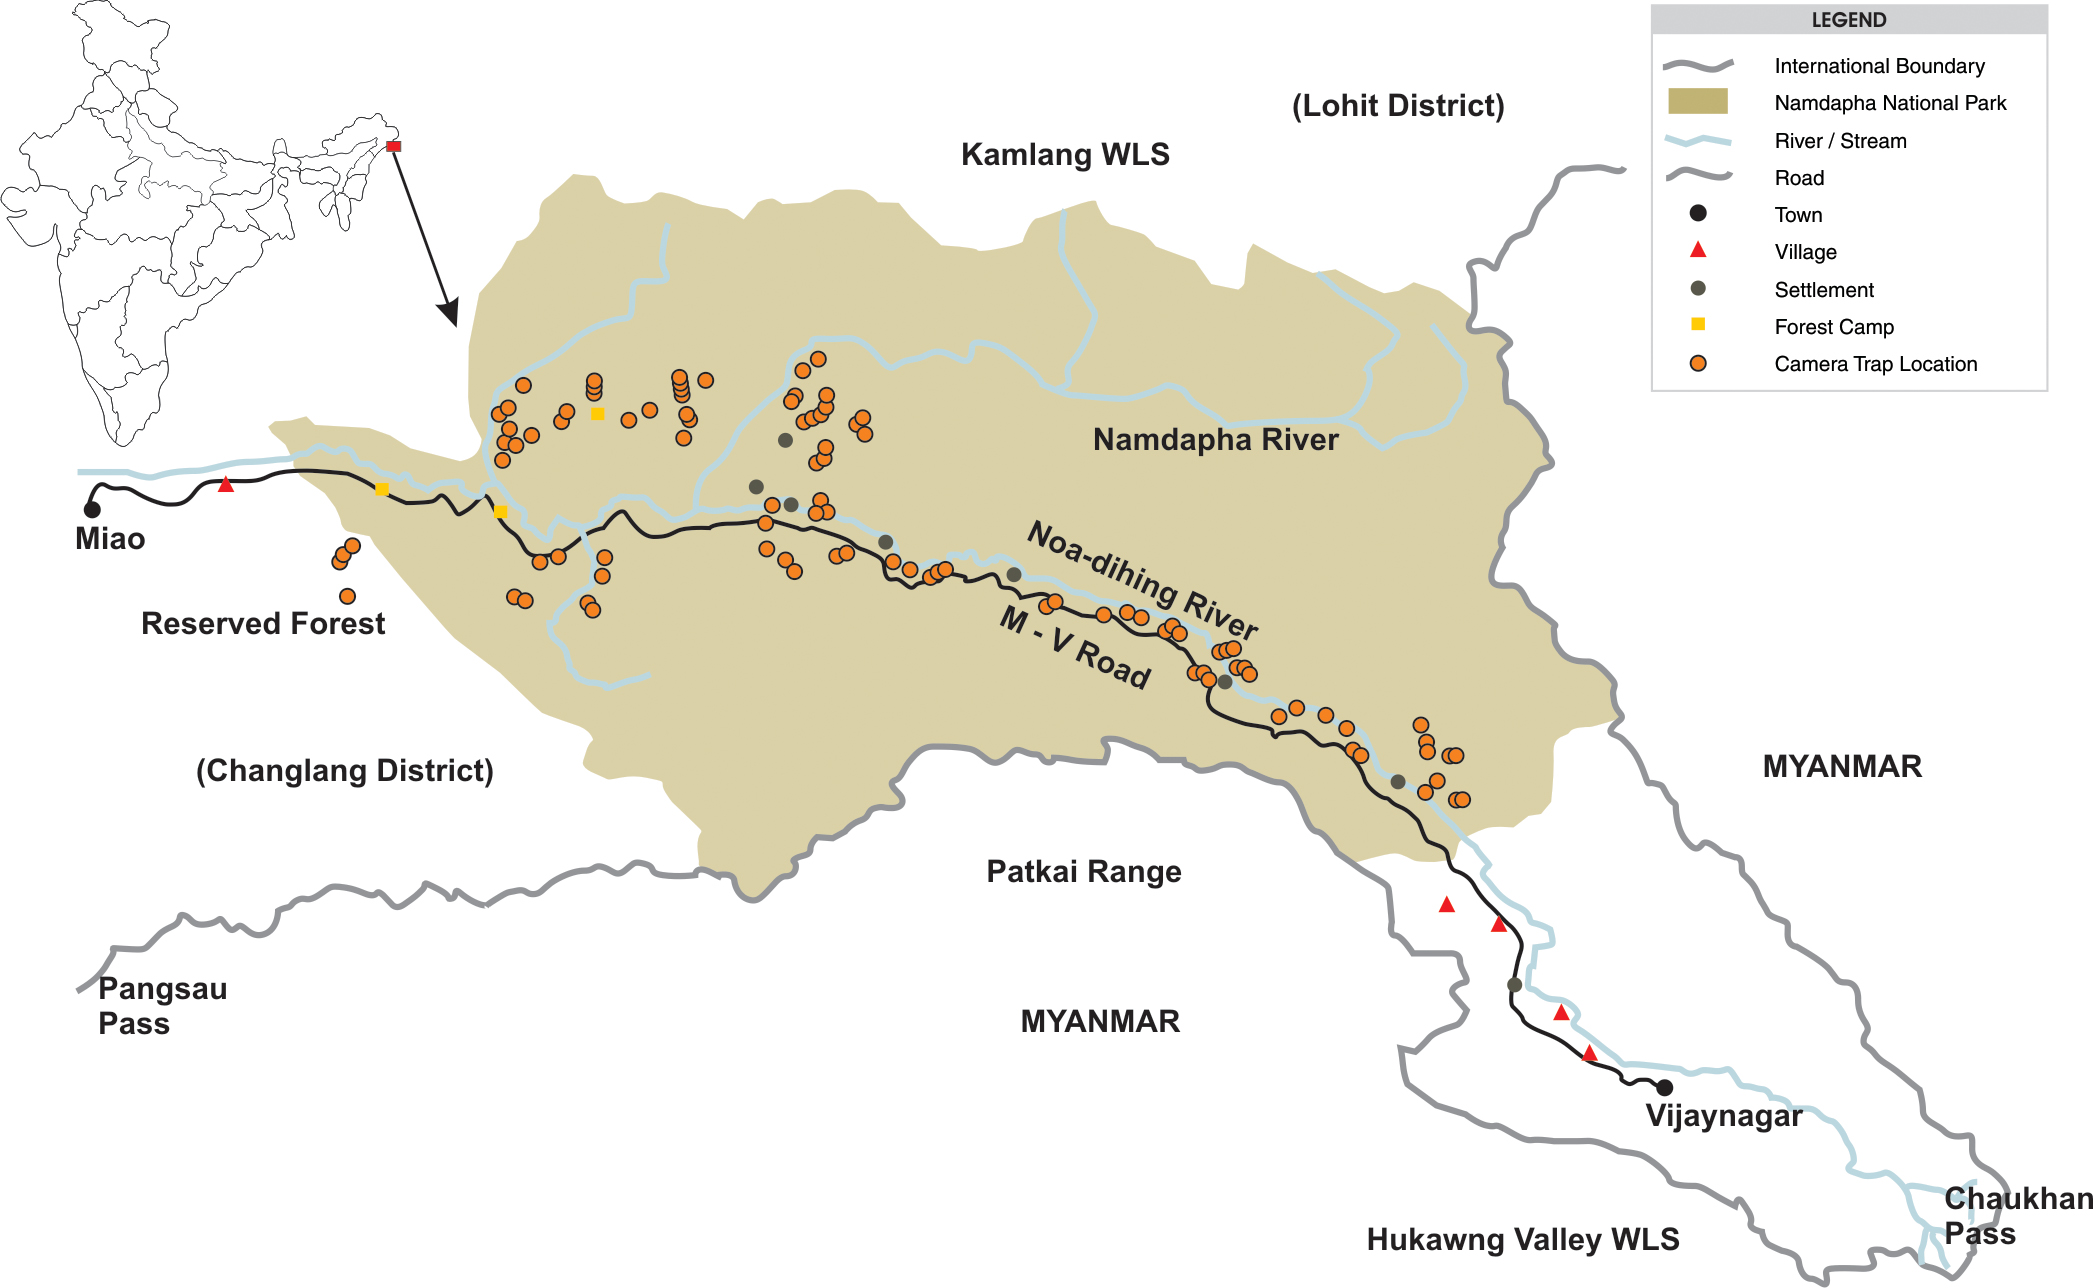 LEGEND
International Boundary
Namdapha National Park
River / Stream
Road
Town
Village
Settlement
Forest Camp
Camera Trap Location
(Lohit District)
Kamlang WLS
Namdapha River
Miao
Noa-dihing River
M - V Road
Reserved Forest
(Changlang District)
MYANMAR
Patkai Range
Pangsau
Pass
MYANMAR
Vijaynagar
Chaukhan
Pass
Hukawng Valley WLS